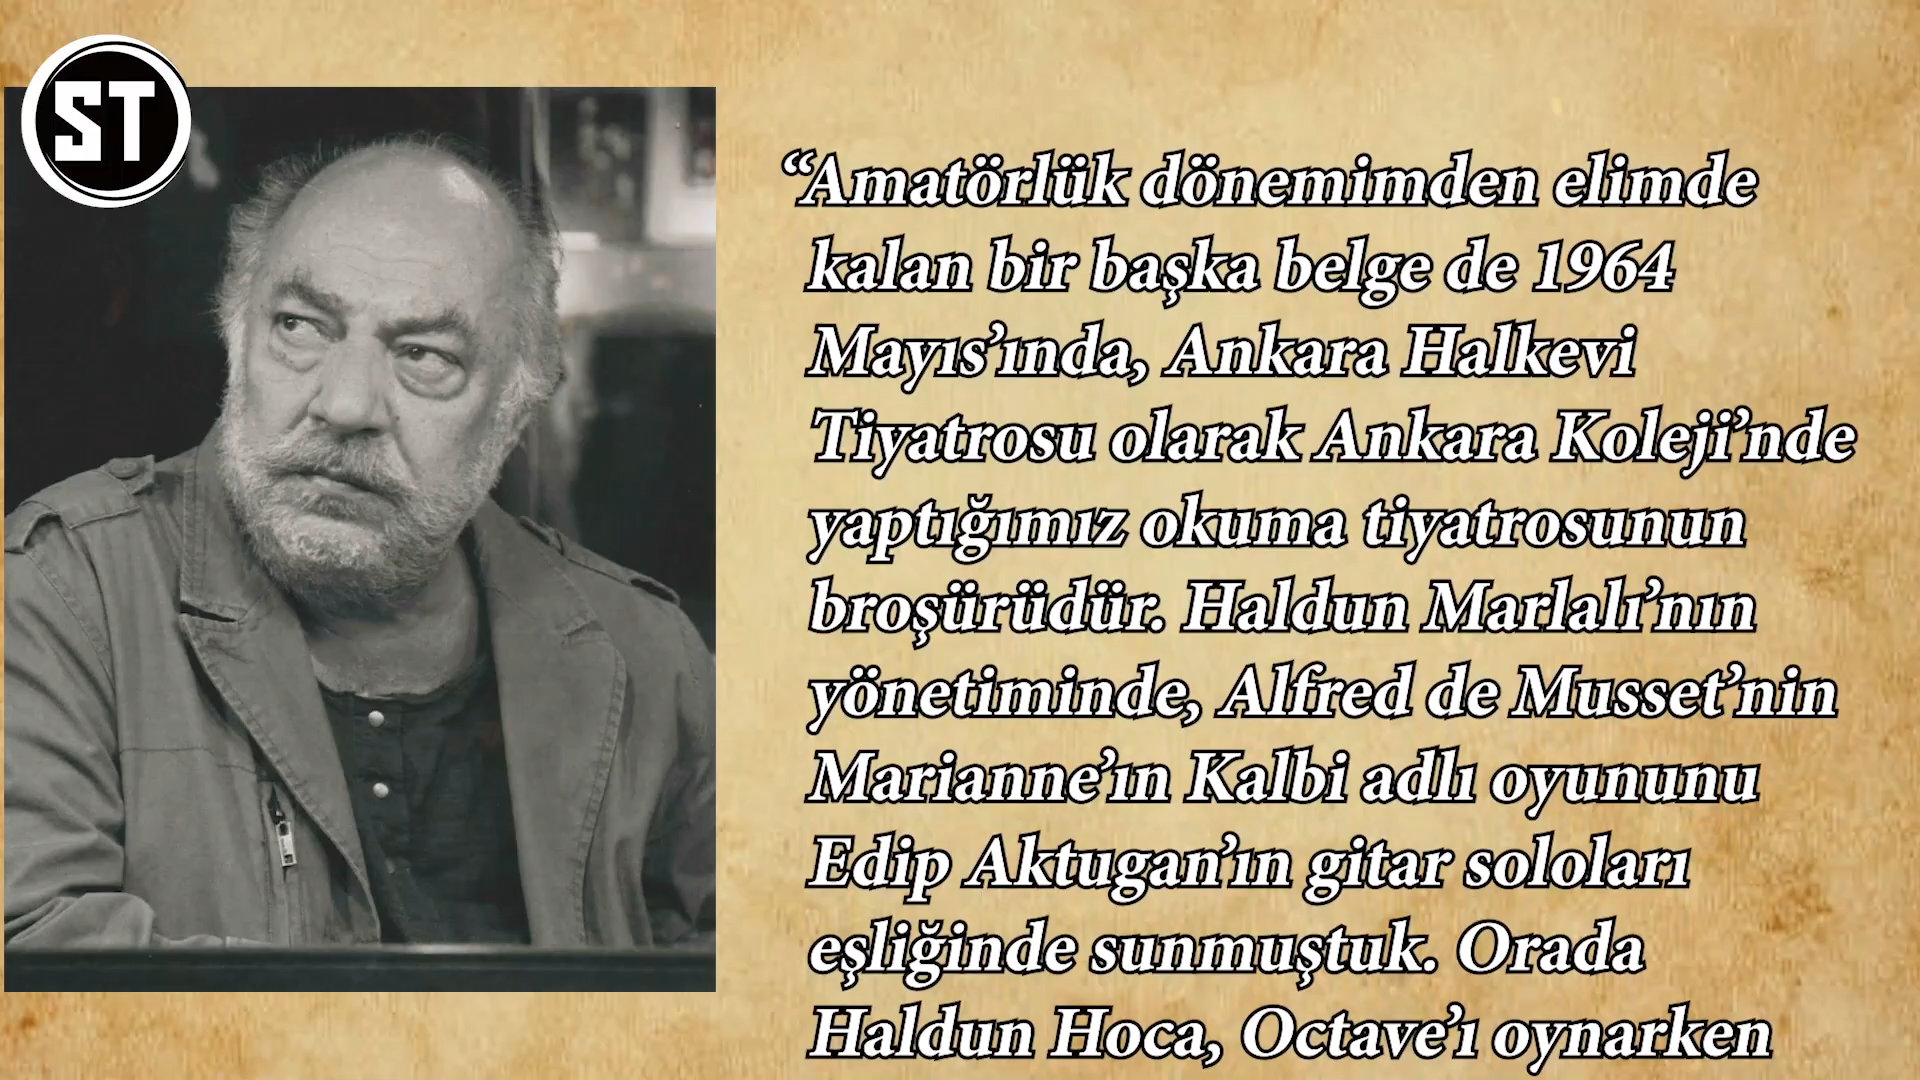 ST
“Amatörlük dönemimden elimde
kalan bir başka belge de 1964
Mayıs’ında, Ankara Halkevi
Tiyatrosu olarak Ankara Koleji’nde
yaptığımız okuma tiyatrosunun
broşürüdür. Haldun Marlalı’nın
yönetiminde, Alfred de Musset’nin
Marianne’ın Kalbi adlı oyununu
Edip Aktugan’ın gitar soloları
eşliğinde sunmuştuk. Orada
Haldun Hoca, Octave’ı oynarken